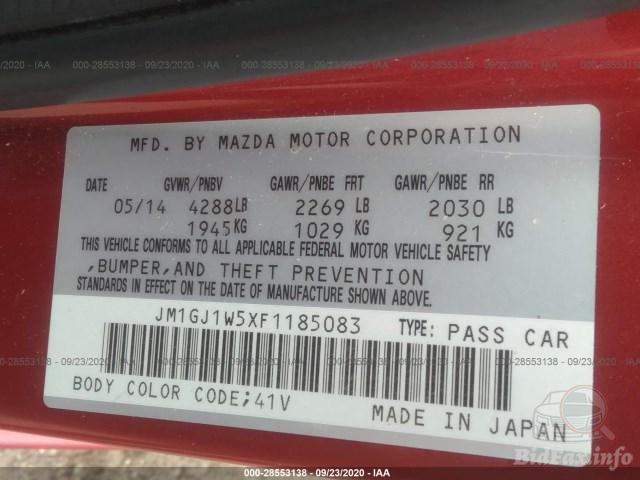 000-28553138 - 09/23/2020 - IAA
MFD. BY MAZDA MOTOR CORPORATION
DATE GVWR/PNBV GAWR/PNBE FRT GAWR/PNBE RR
05/14 4288 LB 2269 LB 2030 LB
1945 KG 1029 KG 921 KG
THIS VEHICLE CONFORMS TO ALL APPLICABLE FEDERAL MOTOR VEHICLE SAFETY
,BUMPER,AND THEFT PREVENTION
STANDARDS IN EFFECT ON THE DATE OF MANUFACTURE SHOWN ABOVE.
JM1GJ1W5XF1185083 TYPE: PASS CAR
BODY COLOR CODE;41V
MADE IN JAPAN
BidFax.info
000-28553138 - 09/23/2020 - IAA